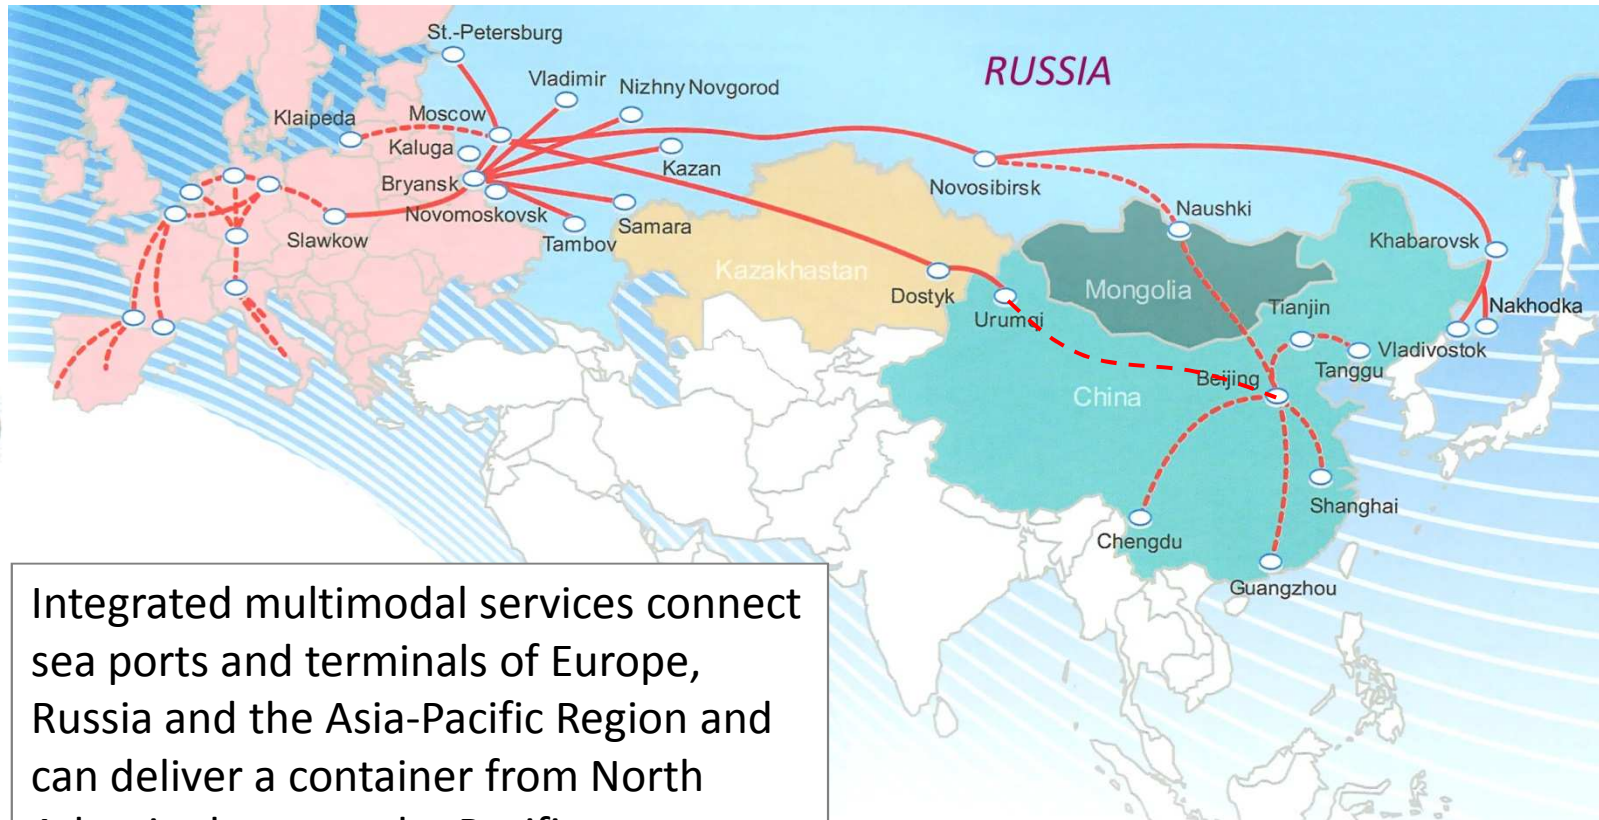 St.-Petersburg
RUSSIA
Vladimir
Nizhny Novgorod
Klaipeda
Moscow
Kaluga
Kazan
Bryansk
Novosibirsk
Novomoskovsk
Samara
Naushki
Slawkow
Tambov
Khabarovsk
Kazakhastan
Dostyk
Mongolia
Urumqi
Tianjin
Nakhodka
Vladivostok
Tanggu
Beijing
China
Shanghai
Chengdu
Guangzhou
Integrated multimodal services connect
sea ports and terminals of Europe,
Russia and the Asia-Pacific Region and
can deliver a container from North